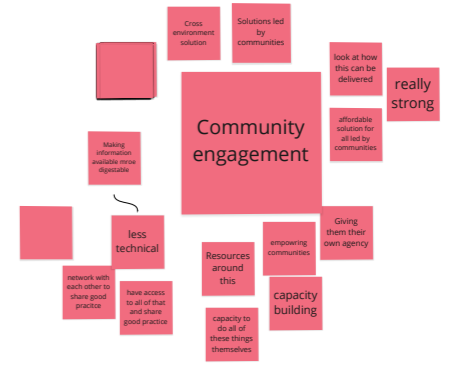 Cross
environment
solution
Solutions led
by
communities
look at how
this can be
delivered
really
strong
Community
engagement
affordable
solution for
all led by
communities
Making
information
available mroe
digestable
less
technical
Giving
them their
own agency
empowring
communities
Resources
around
this
network with
each other to
share good
pracitce
have access
to all of that
and share
good practice
capacity
building
capacity to
do all of
these things
themselves